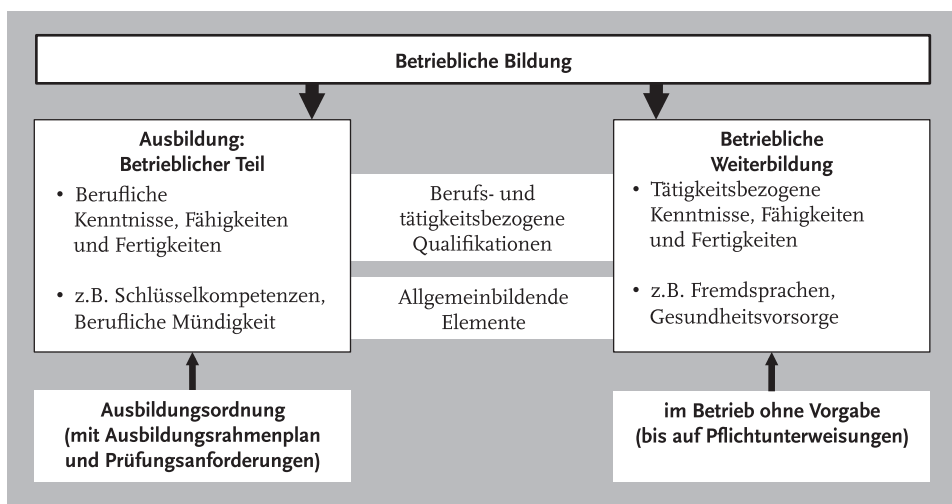 Betriebliche Bildung
Ausbildung:
Betrieblicher Teil
• Berufliche
Kenntnisse, Fähigkeiten
und Fertigkeiten
• z.B. Schlüsselkompetenzen,
Berufliche Mündigkeit
Berufs- und
tätigkeitsbezogene
Qualifikationen
Allgemeinbildende
Elemente
Betriebliche
Weiterbildung
• Tätigkeitsbezogene
Kenntnisse, Fähigkeiten
und Fertigkeiten
• z.B. Fremdsprachen,
Gesundheitsvorsorge
Ausbildungsordnung
(mit Ausbildungsrahmenplan
und Prüfungsanforderungen)
im Betrieb ohne Vorgabe
(bis auf Pflichtunterweisungen)